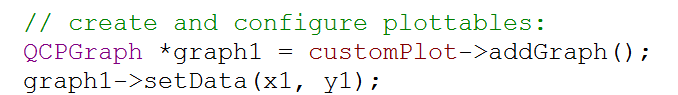 // create and configure plottables:
QCPGraph *graph1 = customPlot->addGraph();
graph1->setData(x1, y1);